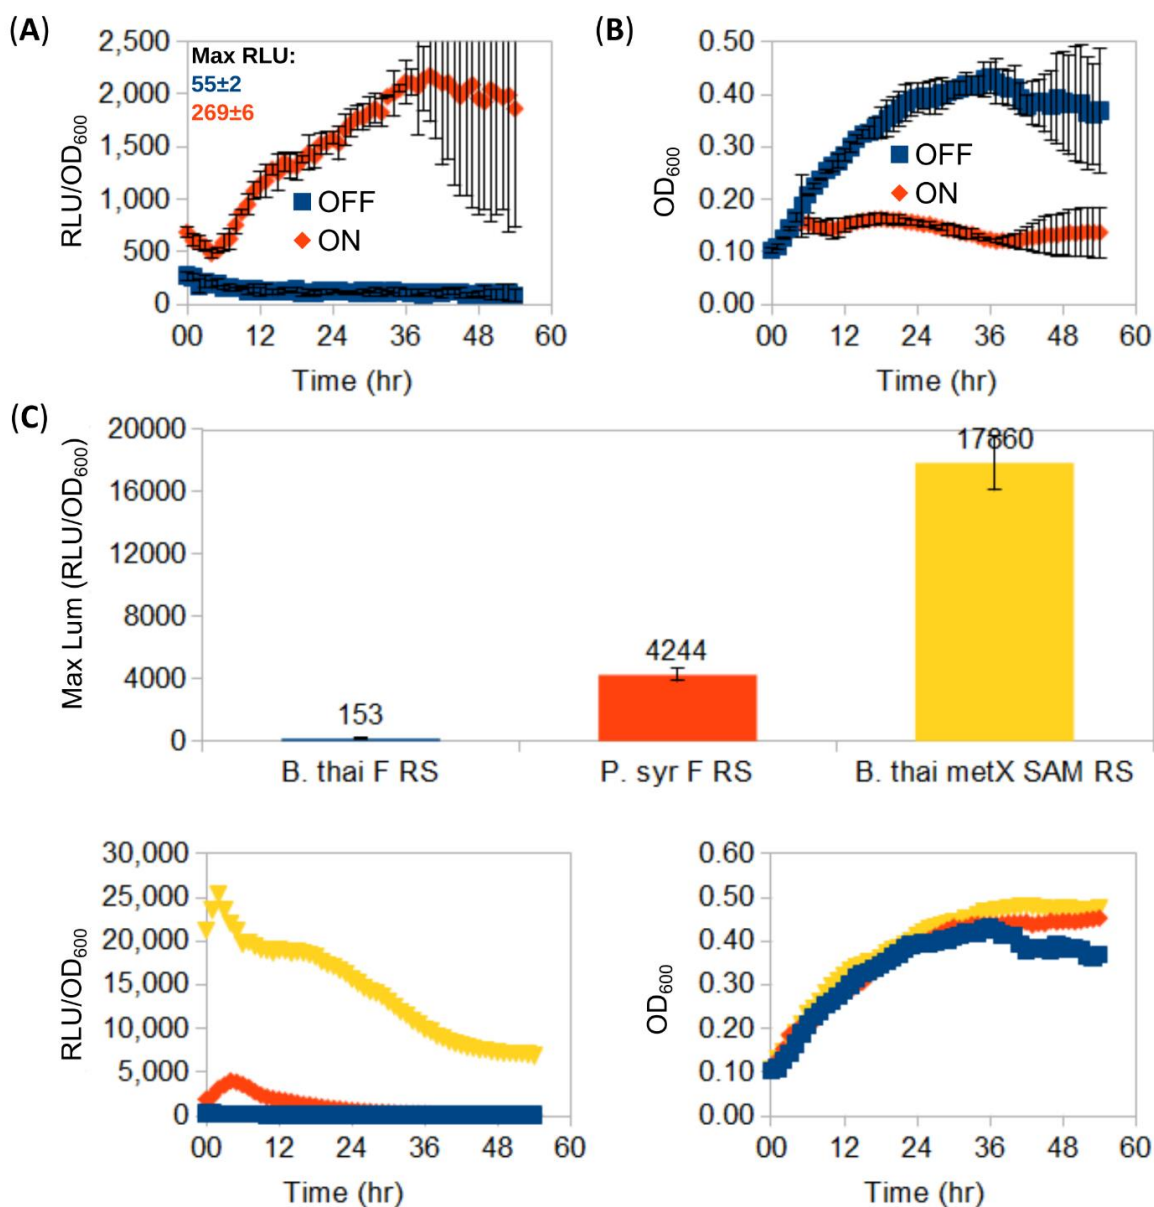 (A)
2,500
2,000
1,500
1,000
500
0
RLU/OD600
Max RLU:
55±2
269±6
OFF
ON
00 12 24 36 48 60
Time (hr)
(B)
0.50
0.40
0.30
0.20
0.10
0.00
OD600
OFF
ON
00 12 24 36 48 60
Time (hr)
(C)
20000
16000
12000
8000
4000
0
Max Lum (RLU/OD600)
153
4244
17860
B. thai F RS
P. syr F RS
B. thai metX SAM RS
30,000
25,000
20,000
15,000
10,000
5,000
0
RLU/OD600
00 12 24 36 48 60
Time (hr)
0.60
0.50
0.40
0.30
0.20
0.10
0.00
OD600
00 12 24 36 48 60
Time (hr)